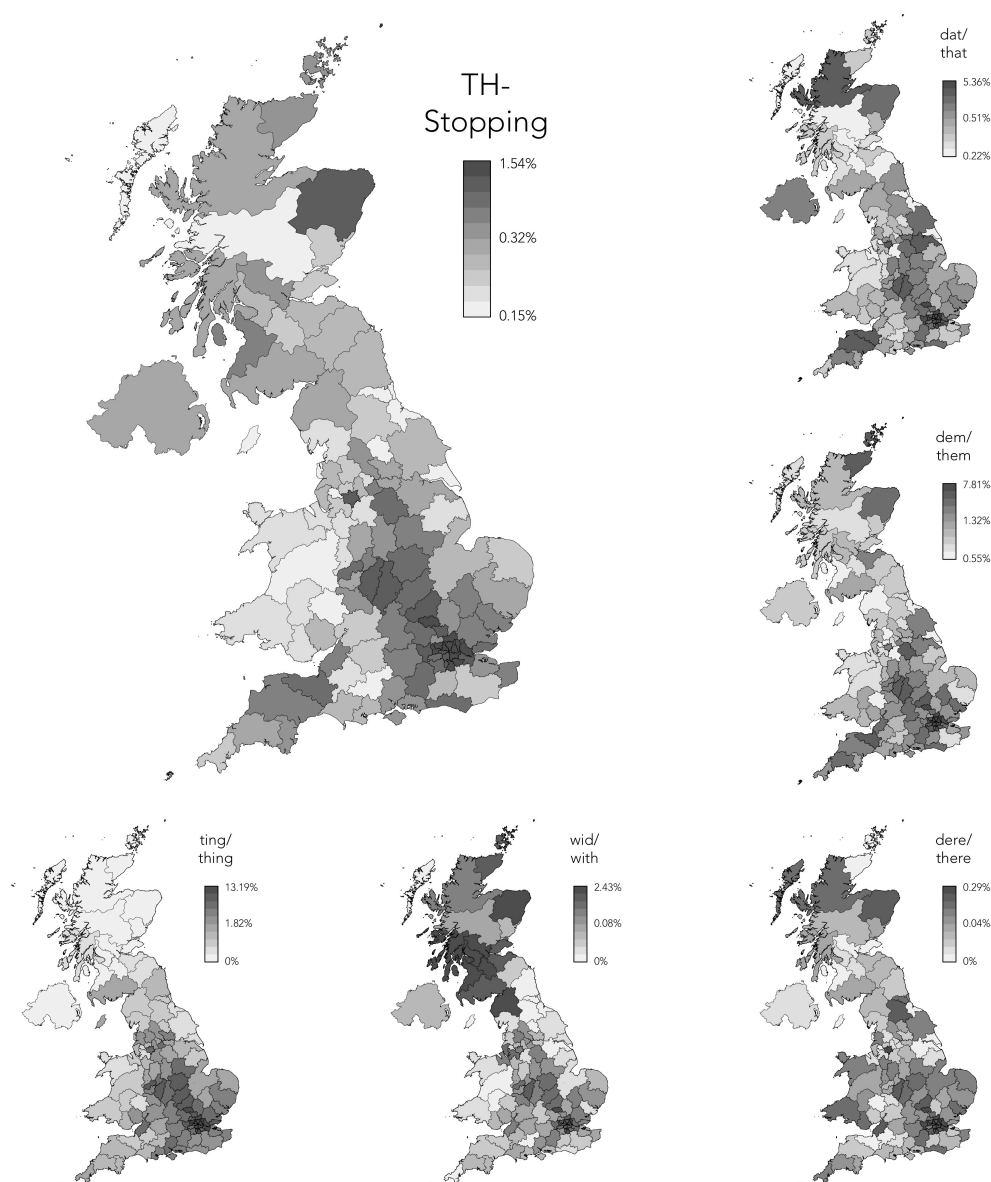 TH-
Stopping
1.54%
0.32%
0.15%
dat/
that
5.36%
0.51%
0.22%
dem/
them
7.81%
1.32%
0.55%
ting/
thing
13.19%
1.82%
0%
wid/
with
2.43%
0.08%
0%
dere/
there
0.29%
0.04%
0%